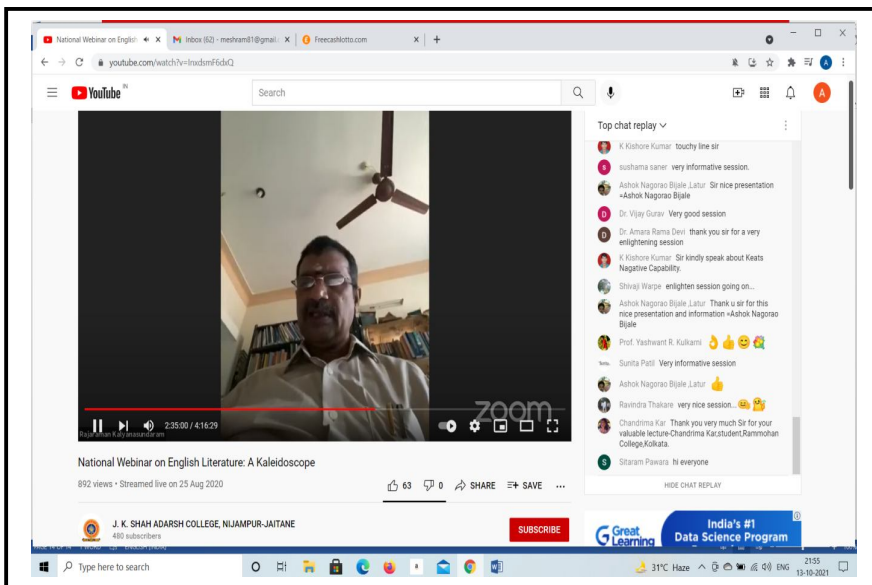 National Webinar on English
Inbox (62) - meshram81@gmail.
Freecashlotto.com
youtube.com/watch?v=lnxdsmF6dxQ
YouTube IN
Search
A
Top chat replay
K Kishore Kumar touchy line sir
sushama saner very informative session.
Ashok Nagorao Bijale ,Latur Sir nice presentation
=Ashok Nagorao Bijale
Dr. Vijay Gurav Very good session
Dr. Amara Rama Devi thank you sir for a very
enlightening session
K Kishore Kumar Sir kindly speak about Keats
Nagative Capability.
Shivaji Warpe enlighten session going on...
Ashok Nagorao Bijale ,Latur Thank u sir for this
nice presentation and information =Ashok Nagorao
Bijale
Prof. Yashwant R. Kulkarni 👌👍😊💐
Sunita Patil Very informative session
Ashok Nagorao Bijale ,Latur 👍
Ravindra Thakare very nice session...
Chandrima Kar Thank you very much Sir for your
valuable lecture-Chandrima Kar,student,Rammohan
College,Kolkata.
Sitaram Pawara hi everyone
HIDE CHAT REPLAY
zoom
2:35:00 / 4:16:29
Rajaraman Kalyanasundaram
National Webinar on English Literature: A Kaleidoscope
892 views • Streamed live on 25 Aug 2020
63 0 SHARE SAVE ...
J. K. SHAH ADARSH COLLEGE, NIJAMPUR-JAITANE
480 subscribers
SUBSCRIBE
Great
Learning
India's #1
Data Science Program
Type here to search
31°C Haze
ENG
21:55
13-10-2021